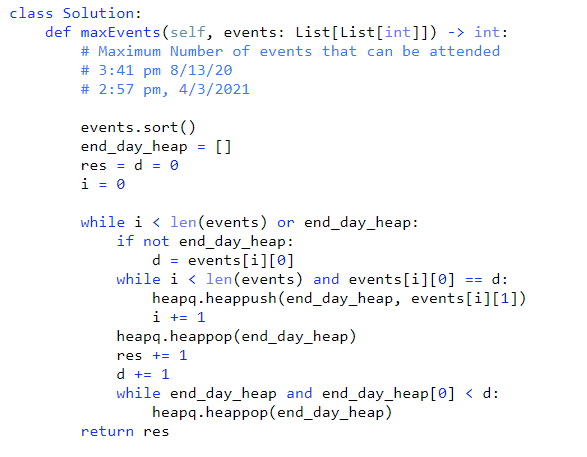 class Solution:
    def maxEvents(self, events: List[List[int]]) -> int:
        # Maximum Number of events that can be attended
        # 3:41 pm 8/13/20
        # 2:57 pm, 4/3/2021

        events.sort()
        end_day_heap = []
        res = d = 0
        i = 0

        while i < len(events) or end_day_heap:
            if not end_day_heap:
                d = events[i][0]
            while i < len(events) and events[i][0] == d:
                heapq.heappush(end_day_heap, events[i][1])
                i += 1
            heapq.heappop(end_day_heap)
            res += 1
            d += 1
            while end_day_heap and end_day_heap[0] < d:
                heapq.heappop(end_day_heap)
        return res